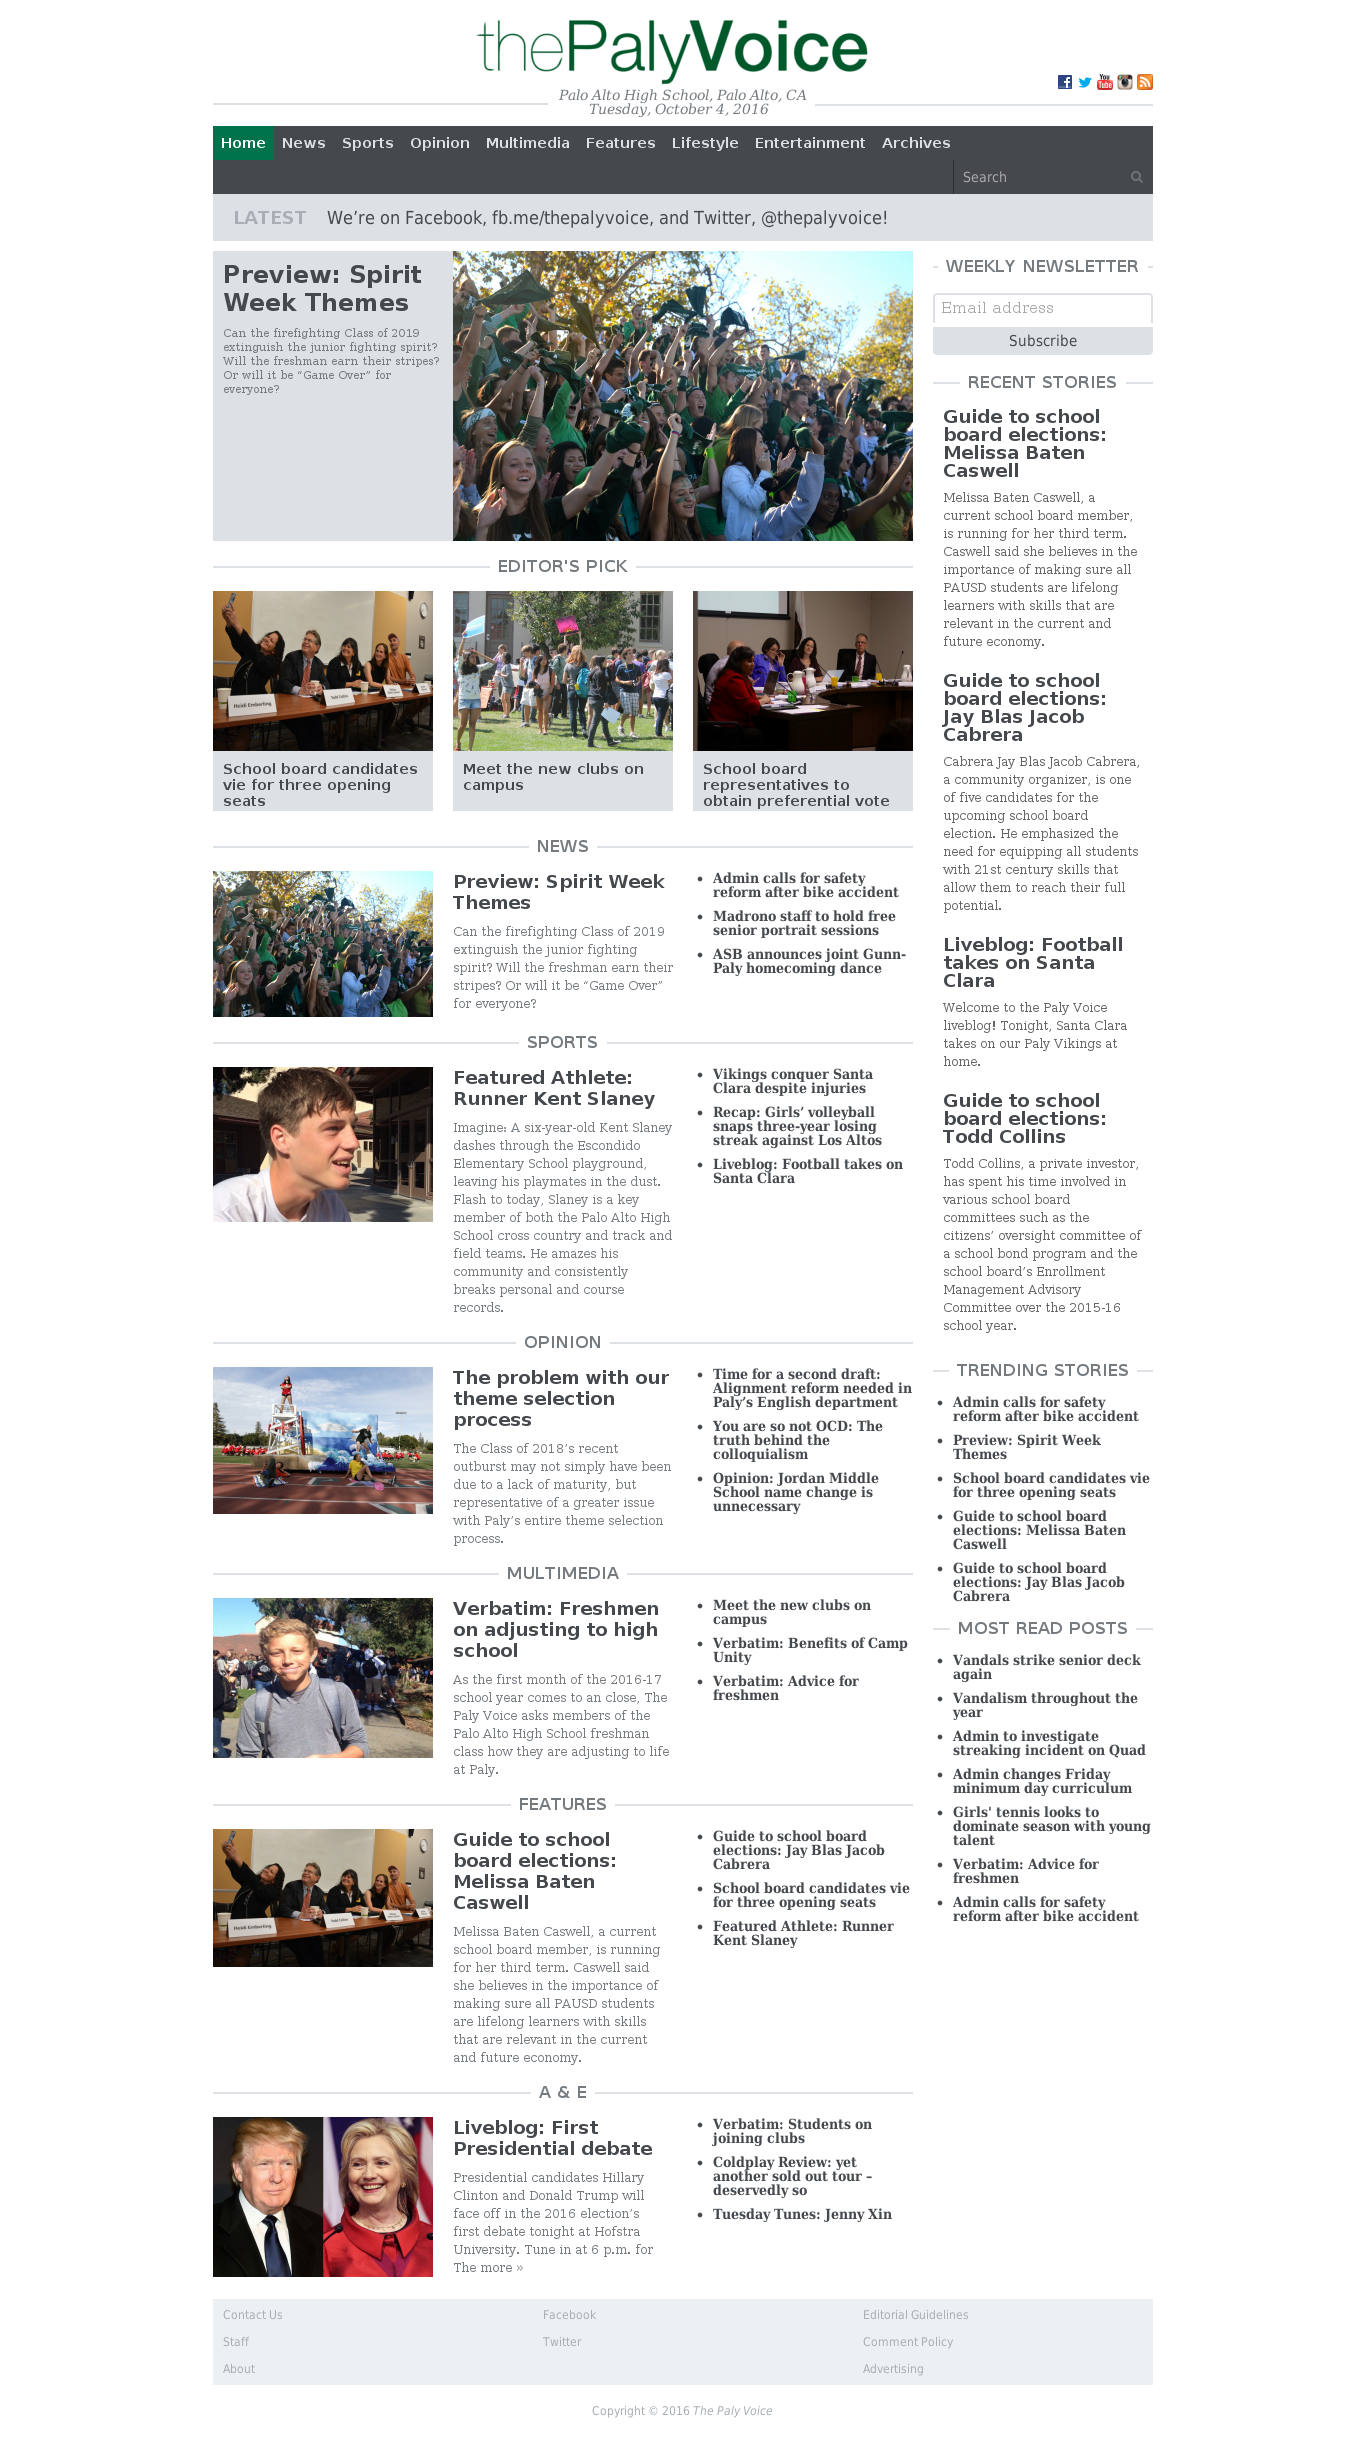 thePalyVoice
Palo Alto High School, Palo Alto, CA
Tuesday, October 4, 2016
Home News Sports Opinion Multimedia Features Lifestyle Entertainment Archives
Search
LATEST We’re on Facebook, fb.me/thepalyvoice, and Twitter, @thepalyvoice!
Preview: Spirit
Week Themes
Can the firefighting Class of 2019
extinguish the junior fighting spirit?
Will the freshman earn their stripes?
Or will it be “Game Over” for
everyone?
EDITOR'S PICK
Heidi Emberling
Todd Collins
School board candidates
vie for three opening
seats
Meet the new clubs on
campus
School board
representatives to
obtain preferential vote
NEWS
Preview: Spirit Week
Themes
Can the firefighting Class of 2019
extinguish the junior fighting
spirit? Will the freshman earn their
stripes? Or will it be “Game Over”
for everyone?
• Admin calls for safety
reform after bike accident
• Madrono staff to hold free
senior portrait sessions
• ASB announces joint Gunn-
Paly homecoming dance
SPORTS
Featured Athlete:
Runner Kent Slaney
Imagine: A six-year-old Kent Slaney
dashes through the Escondido
Elementary School playground,
leaving his playmates in the dust.
Flash to today, Slaney is a key
member of both the Palo Alto High
School cross country and track and
field teams. He amazes his
community and consistently
breaks personal and course
records.
• Vikings conquer Santa
Clara despite injuries
• Recap: Girls’ volleyball
snaps three-year losing
streak against Los Altos
• Liveblog: Football takes on
Santa Clara
OPINION
The problem with our
theme selection
process
The Class of 2018’s recent
outburst may not simply have been
due to a lack of maturity, but
representative of a greater issue
with Paly’s entire theme selection
process.
• Time for a second draft:
Alignment reform needed in
Paly’s English department
• You are so not OCD: The
truth behind the
colloquialism
• Opinion: Jordan Middle
School name change is
unnecessary
MULTIMEDIA
Verbatim: Freshmen
on adjusting to high
school
As the first month of the 2016-17
school year comes to an close, The
Paly Voice asks members of the
Palo Alto High School freshman
class how they are adjusting to life
at Paly.
• Meet the new clubs on
campus
• Verbatim: Benefits of Camp
Unity
• Verbatim: Advice for
freshmen
FEATURES
Heidi Emberling
Todd Collins
Guide to school
board elections:
Melissa Baten
Caswell
Melissa Baten Caswell, a current
school board member, is running
for her third term. Caswell said
she believes in the importance of
making sure all PAUSD students
are lifelong learners with skills
that are relevant in the current
and future economy.
• Guide to school board
elections: Jay Blas Jacob
Cabrera
• School board candidates vie
for three opening seats
• Featured Athlete: Runner
Kent Slaney
A & E
Liveblog: First
Presidential debate
Presidential candidates Hillary
Clinton and Donald Trump will
face off in the 2016 election’s
first debate tonight at Hofstra
University. Tune in at 6 p.m. for
The more »
• Verbatim: Students on
joining clubs
• Coldplay Review: yet
another sold out tour –
deservedly so
• Tuesday Tunes: Jenny Xin
WEEKLY NEWSLETTER
Email address
Subscribe
RECENT STORIES
Guide to school
board elections:
Melissa Baten
Caswell
Melissa Baten Caswell, a
current school board member,
is running for her third term.
Caswell said she believes in the
importance of making sure all
PAUSD students are lifelong
learners with skills that are
relevant in the current and
future economy.
Guide to school
board elections:
Jay Blas Jacob
Cabrera
Cabrera Jay Blas Jacob Cabrera,
a community organizer, is one
of five candidates for the
upcoming school board
election. He emphasized the
need for equipping all students
with 21st century skills that
allow them to reach their full
potential.
Liveblog: Football
takes on Santa
Clara
Welcome to the Paly Voice
liveblog! Tonight, Santa Clara
takes on our Paly Vikings at
home.
Guide to school
board elections:
Todd Collins
Todd Collins, a private investor,
has spent his time involved in
various school board
committees such as the
citizens’ oversight committee of
a school bond program and the
school board’s Enrollment
Management Advisory
Committee over the 2015-16
school year.
TRENDING STORIES
• Admin calls for safety
reform after bike accident
• Preview: Spirit Week
Themes
• School board candidates vie
for three opening seats
• Guide to school board
elections: Melissa Baten
Caswell
• Guide to school board
elections: Jay Blas Jacob
Cabrera
MOST READ POSTS
• Vandals strike senior deck
again
• Vandalism throughout the
year
• Admin to investigate
streaking incident on Quad
• Admin changes Friday
minimum day curriculum
• Girls' tennis looks to
dominate season with young
talent
• Verbatim: Advice for
freshmen
• Admin calls for safety
reform after bike accident
Contact Us Facebook Editorial Guidelines
Staff Twitter Comment Policy
About Advertising
Copyright © 2016 The Paly Voice